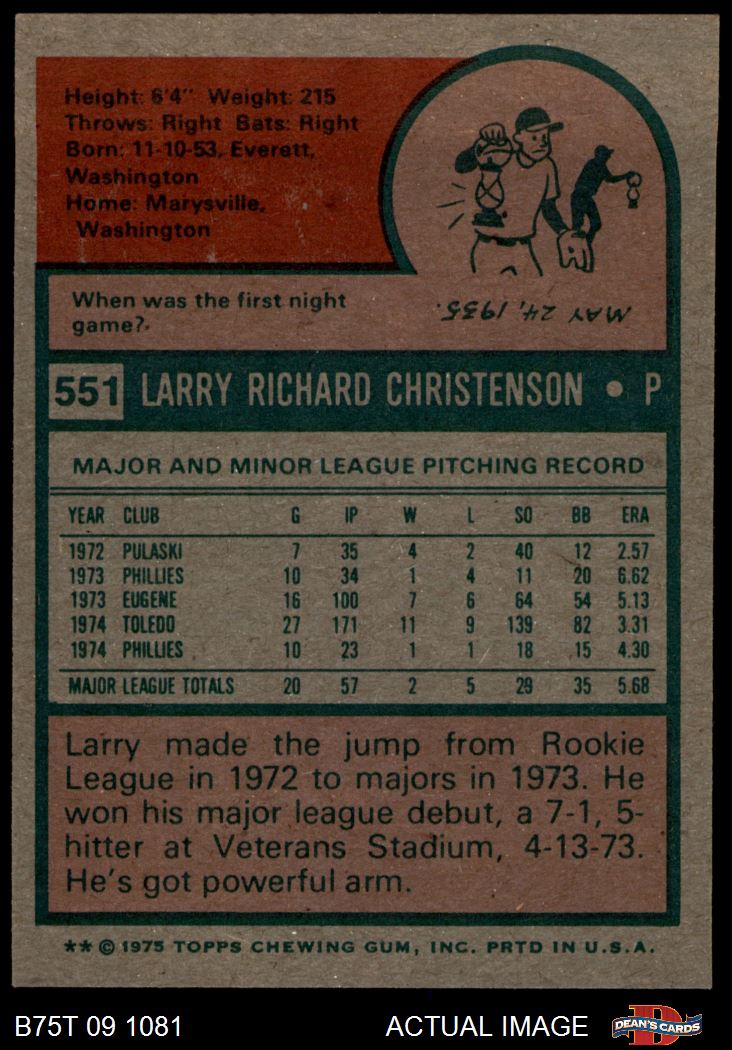 Height: 6'4" Weight: 215
Throws: Right Bats: Right
Born: 11-10-53, Everett,
Washington
Home: Marysville,
Washington
When was the first night
game?
MAY 24, 1935.
551 LARRY RICHARD CHRISTENSON • P
MAJOR AND MINOR LEAGUE PITCHING RECORD
YEAR CLUB G IP W L SO BB ERA
1972 PULASKI 7 35 4 2 40 12 2.57
1973 PHILLIES 10 34 1 4 11 20 6.62
1973 EUGENE 16 100 7 6 64 54 5.13
1974 TOLEDO 27 171 11 9 139 82 3.31
1974 PHILLIES 10 23 1 1 18 15 4.30
MAJOR LEAGUE TOTALS 20 57 2 5 29 35 5.68
Larry made the jump from Rookie
League in 1972 to majors in 1973. He
won his major league debut, a 7-1, 5-
hitter at Veterans Stadium, 4-13-73.
He's got powerful arm.
** © 1975 TOPPS CHEWING GUM, INC. PRTD IN U.S.A.
B75T 09 1081 ACTUAL IMAGE D DEAN'S CARDS